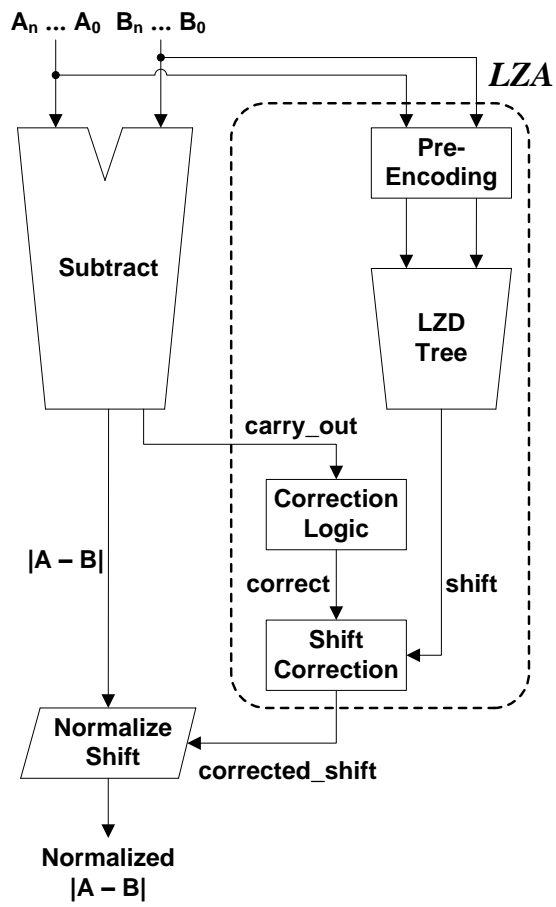 Aₙ ... A₀ Bₙ ... B₀
LZA
Pre-
Encoding
Subtract
LZD
Tree
carry_out
Correction
Logic
|A – B|
correct
shift
Shift
Correction
Normalize
Shift
corrected_shift
Normalized
|A – B|